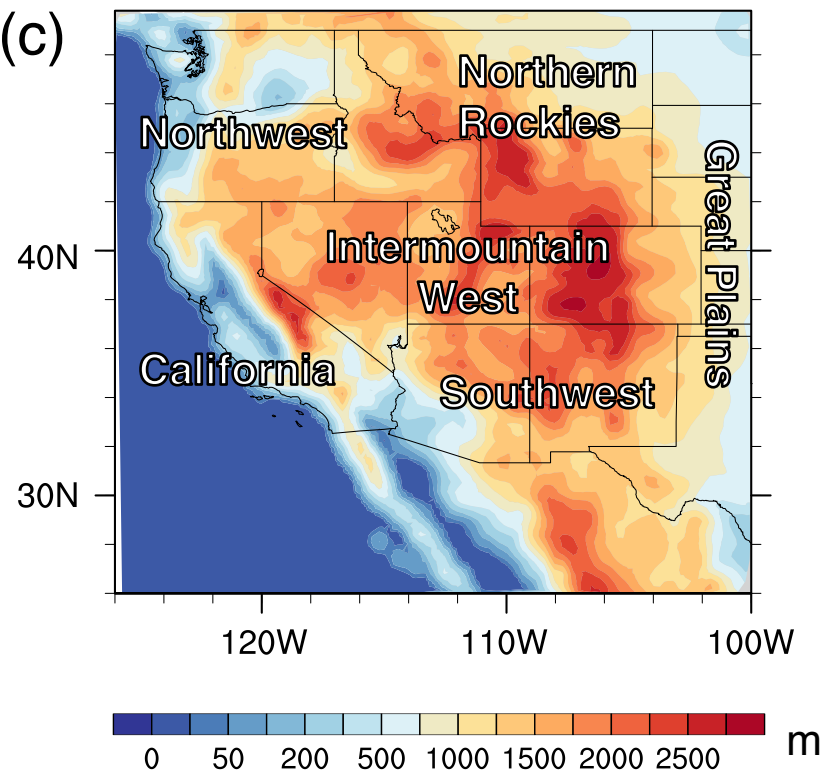 (c)
Northern
Rockies
Northwest
Great Plains
40N
Intermountain
West
California
Southwest
30N
120W 110W 100W
0 50 200 500 1000 1500 2000 2500 m